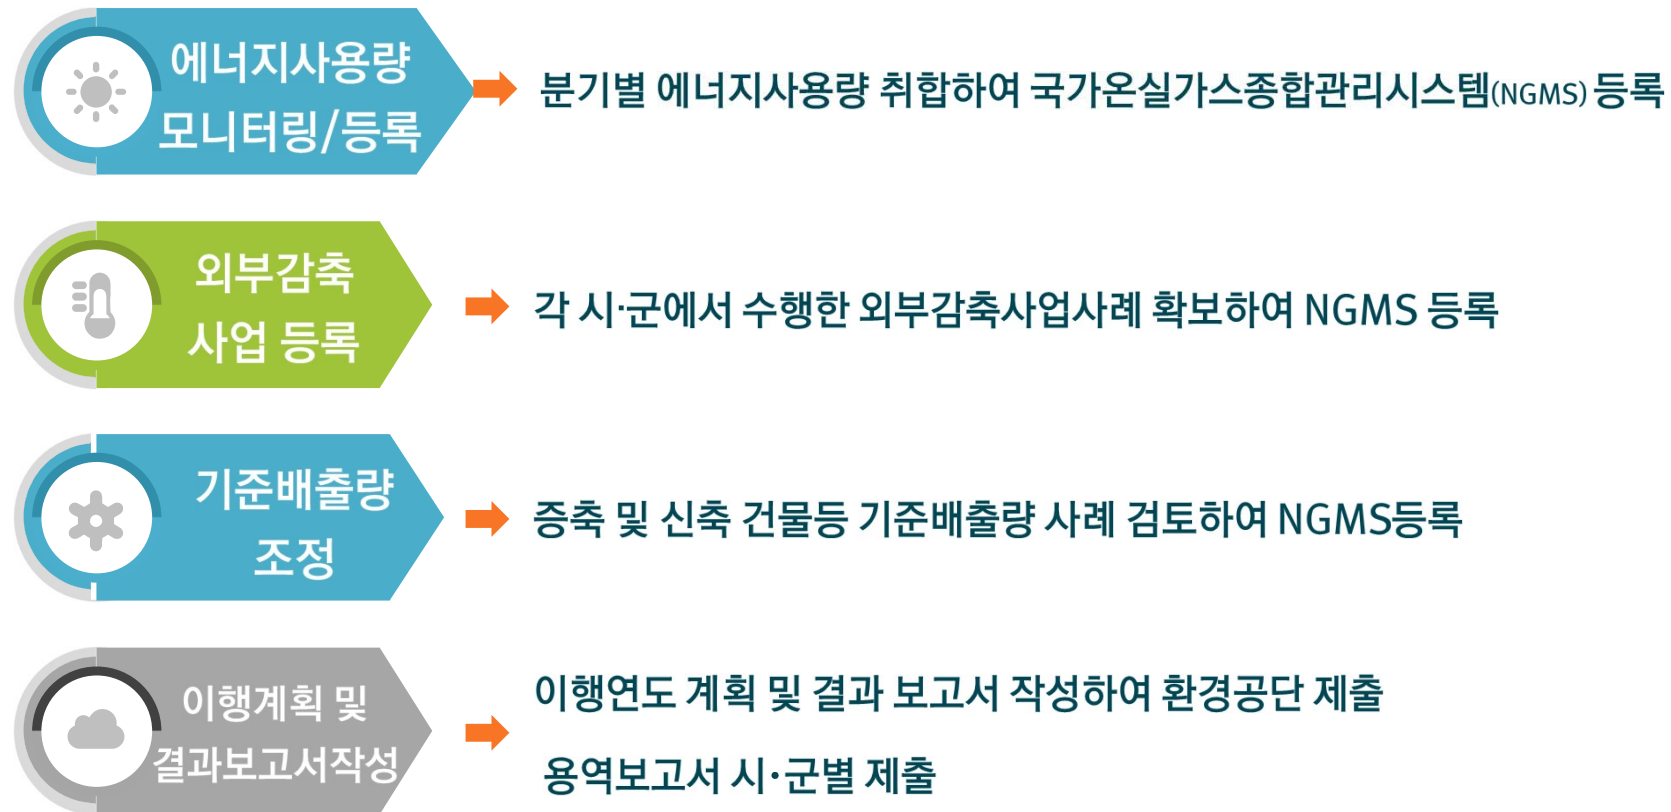 에너지사용량
모니터링/등록
분기별 에너지사용량 취합하여 국가온실가스종합관리시스템(NGMS) 등록
외부감축
사업 등록
각 시·군에서 수행한 외부감축사업사례 확보하여 NGMS 등록
기준배출량
조정
증축 및 신축 건물등 기준배출량 사례 검토하여 NGMS등록
이행계획 및
결과보고서작성
이행연도 계획 및 결과 보고서 작성하여 환경공단 제출
용역보고서 시·군별 제출